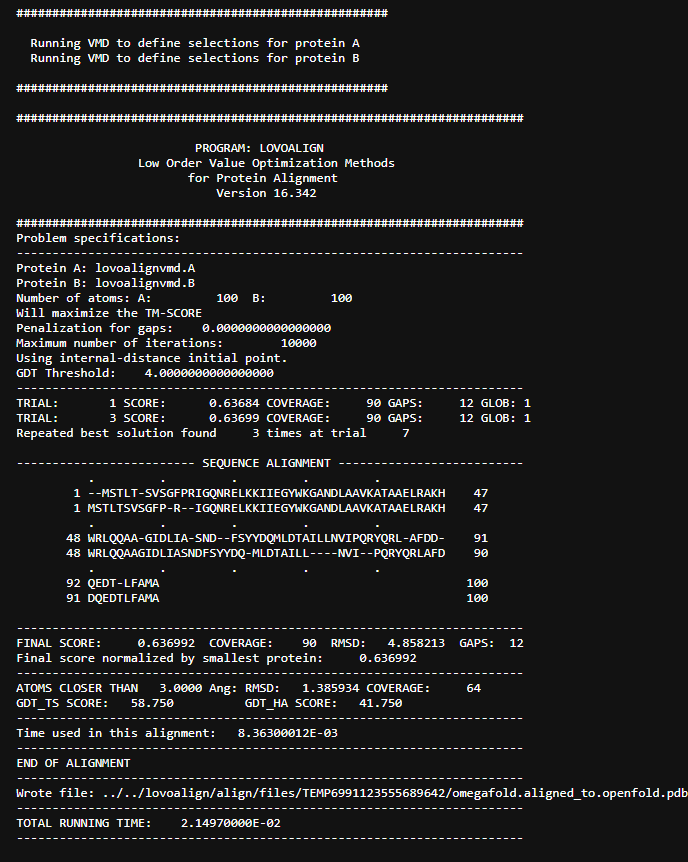 ####################################################
Running VMD to define selections for protein A
Running VMD to define selections for protein B
####################################################
#######################################################################
PROGRAM: LOVOALIGN
Low Order Value Optimization Methods
for Protein Alignment
Version 16.342
#######################################################################
Problem specifications:
-----------------------------------------------------------------------
Protein A: lovoalignvmd.A
Protein B: lovoalignvmd.B
Number of atoms: A:         100  B:         100
Will maximize the TM-SCORE
Penalization for gaps:    0.0000000000000000
Maximum number of iterations:        10000
Using internal-distance initial point.
GDT Threshold:    4.0000000000000000
-----------------------------------------------------------------------
TRIAL:       1 SCORE:      0.63684 COVERAGE:     90 GAPS:     12 GLOB: 1
TRIAL:       3 SCORE:      0.63699 COVERAGE:     90 GAPS:     12 GLOB: 1
Repeated best solution found     3 times at trial     7
------------------------- SEQUENCE ALIGNMENT --------------------------
.         .         .         .         .
1 --MSTLT-SVSGFPRIGQNRELKKIIEGYWKGANDLAAVKATAAELRAKH    47
1 MSTLTSVSGFP-R--IGQNRELKKIIEGYWKGANDLAAVKATAAELRAKH    47
.         .         .         .         .
48 WRLQQAA-GIDLIA-SND--FSYYDQMLDTAILLNVIPQRYQRL-AFDD-    91
48 WRLQQAAGIDLIASNDFSYYDQ-MLDTAILL----NVI--PQRYQRLAFD    90
.         .         .         .         .
92 QEDT-LFAMA                                           100
91 DQEDTLFAMA                                           100
-----------------------------------------------------------------------
FINAL SCORE:     0.636992  COVERAGE:    90  RMSD:   4.858213  GAPS:  12
Final score normalized by smallest protein:     0.636992
-----------------------------------------------------------------------
ATOMS CLOSER THAN   3.0000 Ang: RMSD:   1.385934 COVERAGE:     64
GDT_TS SCORE:   58.750          GDT_HA SCORE:   41.750
-----------------------------------------------------------------------
Time used in this alignment:   8.36300012E-03
-----------------------------------------------------------------------
END OF ALIGNMENT
-----------------------------------------------------------------------
Wrote file: ../../lovoalign/align/files/TEMP6991123555689642/omegafold.aligned_to.openfold.pdb
-----------------------------------------------------------------------
TOTAL RUNNING TIME:    2.14970000E-02
-----------------------------------------------------------------------